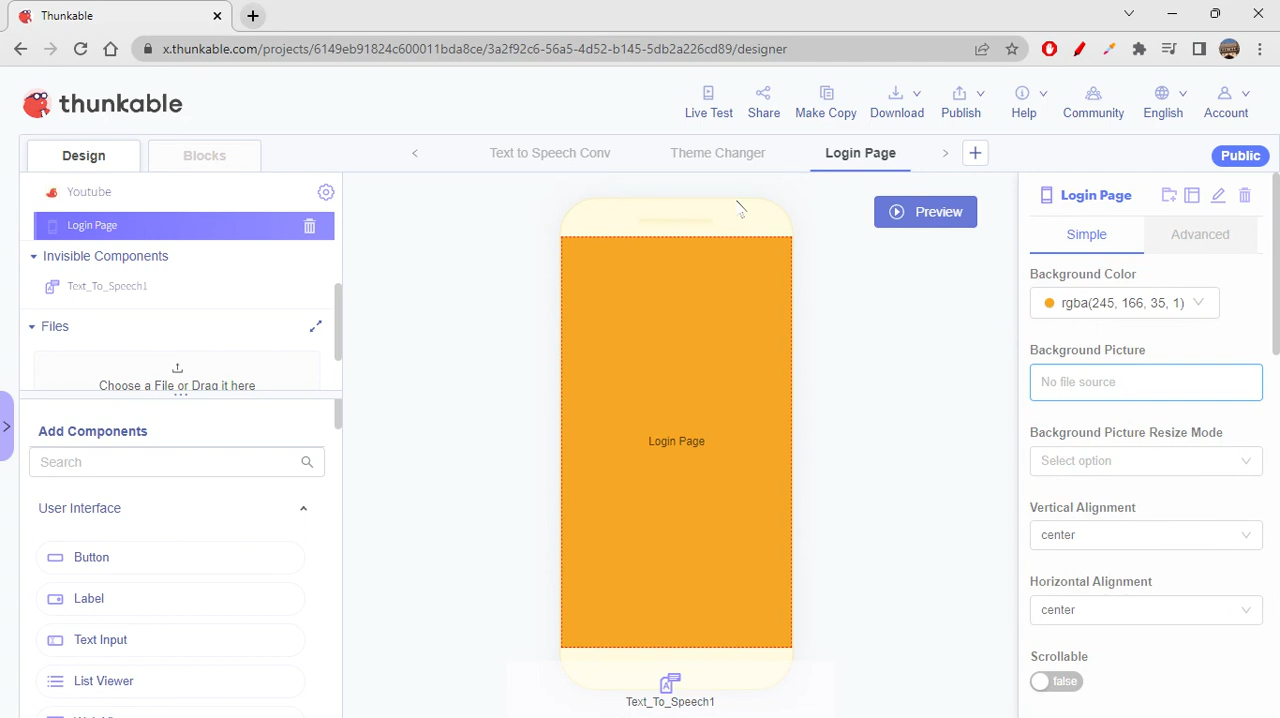 Thunkable
x.thunkable.com/projects/6149eb91824c600011bda8ce/3a2f92c6-56a5-4d52-b145-5db2a226cd89/designer
thunkable
Live Test
Share
Make Copy
Download
Publish
Help
Community
English
Account
Design
Blocks
Text to Speech Conv
Theme Changer
Login Page
Public
Youtube
Login Page
Invisible Components
Text_To_Speech1
Files
Choose a File or Drag it here
Add Components
Search
User Interface
Button
Label
Text Input
List Viewer
Preview
Login Page
Text_To_Speech1
Login Page
Simple
Advanced
Background Color
rgba(245, 166, 35, 1)
Background Picture
No file source
Background Picture Resize Mode
Select option
Vertical Alignment
center
Horizontal Alignment
center
Scrollable
false